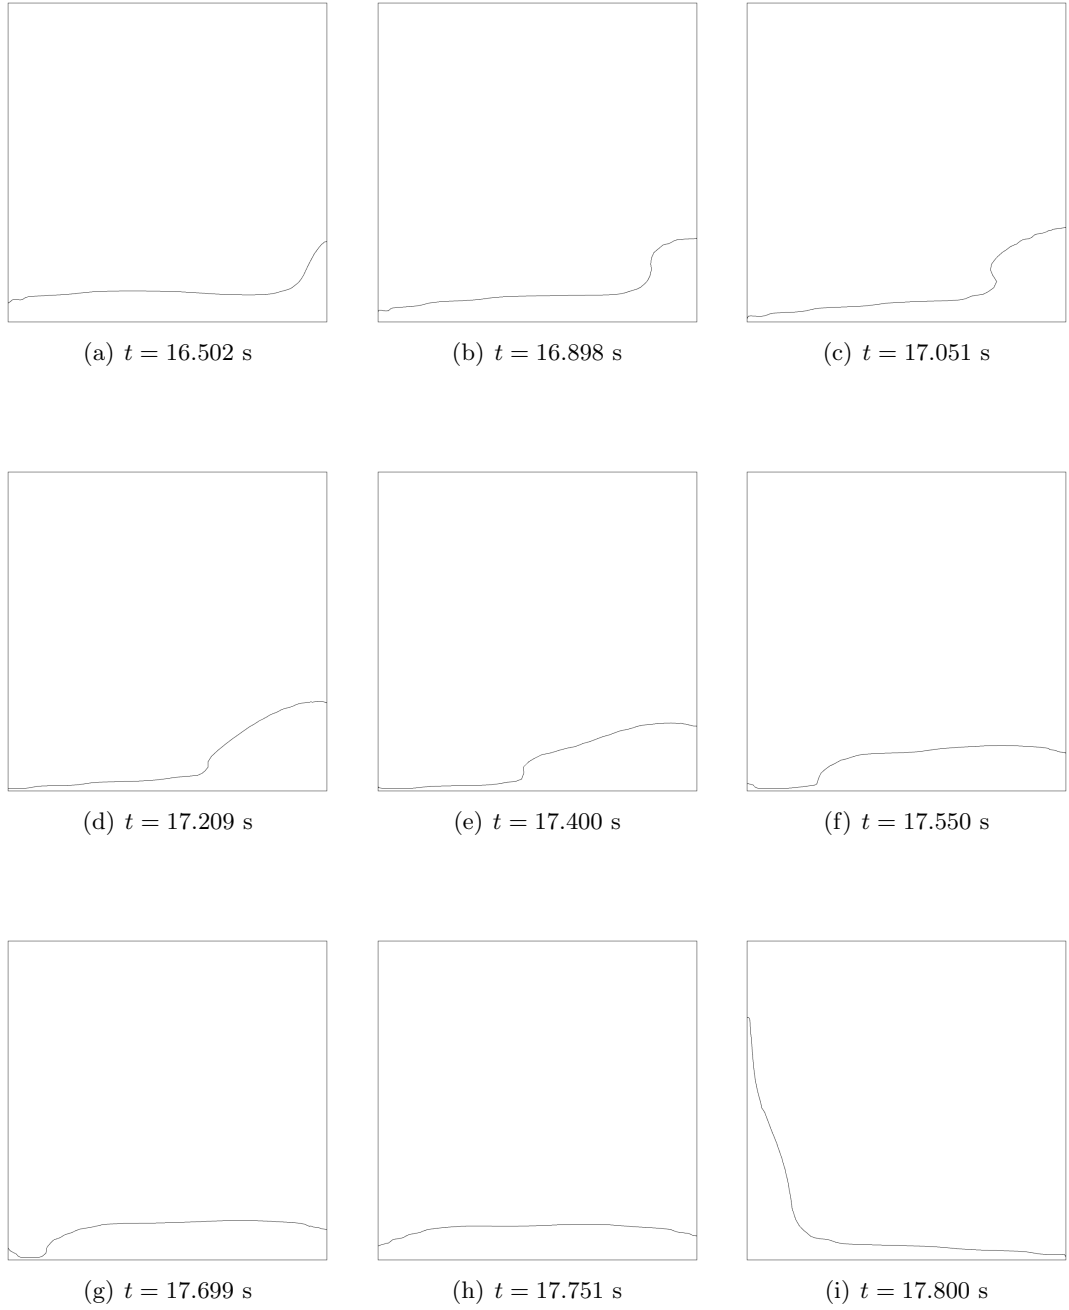 (a) t = 16.502 s
(b) t = 16.898 s
(c) t = 17.051 s
(d) t = 17.209 s
(e) t = 17.400 s
(f) t = 17.550 s
(g) t = 17.699 s
(h) t = 17.751 s
(i) t = 17.800 s